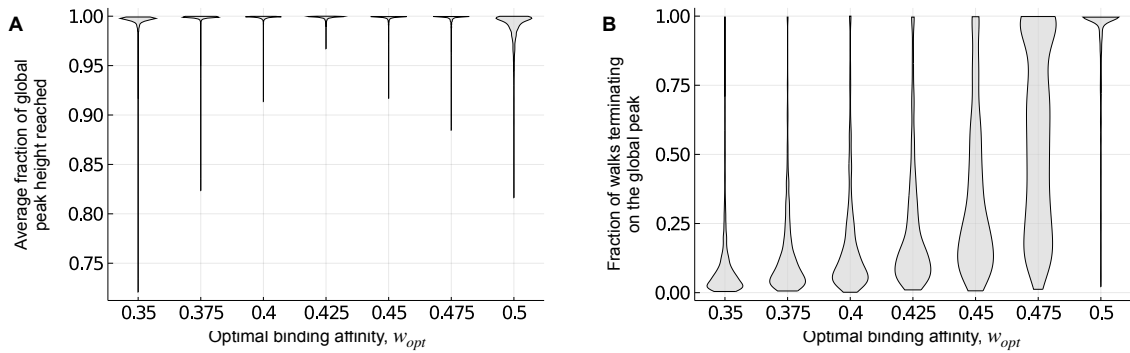 A
Average fraction of global
peak height reached
1.00
0.95
0.90
0.85
0.80
0.75
0.35 0.375 0.4 0.425 0.45 0.475 0.5
Optimal binding affinity, w_opt
B
Fraction of walks terminating
on the global peak
1.00
0.75
0.50
0.25
0.00
0.35 0.375 0.4 0.425 0.45 0.475 0.5
Optimal binding affinity, w_opt